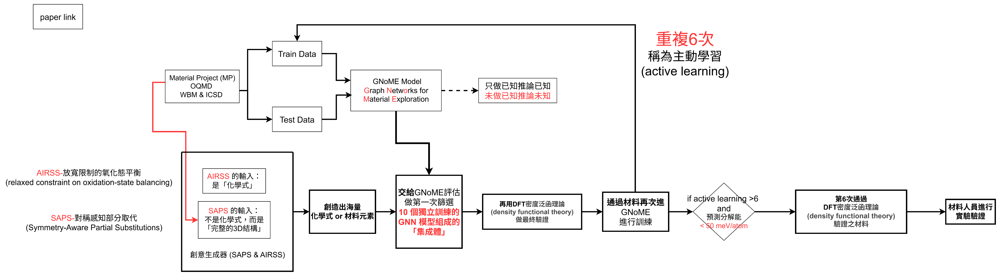 paper link
重複6次
稱為主動學習
(active learning)
Train Data
Material Project (MP)
OQMD
WBM & ICSD
GNoME Model
Graph Networks for
Material Exploration
只做已知推論已知
未做已知推論未知
Test Data
AIRSS-放寬限制的氧化態平衡
(relaxed constraint on oxidation-state balancing)
SAPS-對稱感知部分取代
(Symmetry-Aware Partial Substitutions)
AIRSS 的輸入：
是「化學式」
SAPS 的輸入：
不是化學式，而是
「完整的3D結構」
創意生成器 (SAPS & AIRSS)
創造出海量
化學式 or 材料元素
交給GNoME評估
做第一次篩選
10 個獨立訓練的
GNN 模型組成的
「集成體」
再用DFT密度泛函理論
(density functional theory)
做最終驗證
通過材料再次進
GNoME
進行訓練
if active learning >6
and
預測分解能
< 50 meV/atom
第6次通過
DFT密度泛函理論
(density functional theory)
驗證之材料
材料人員進行
實驗驗證